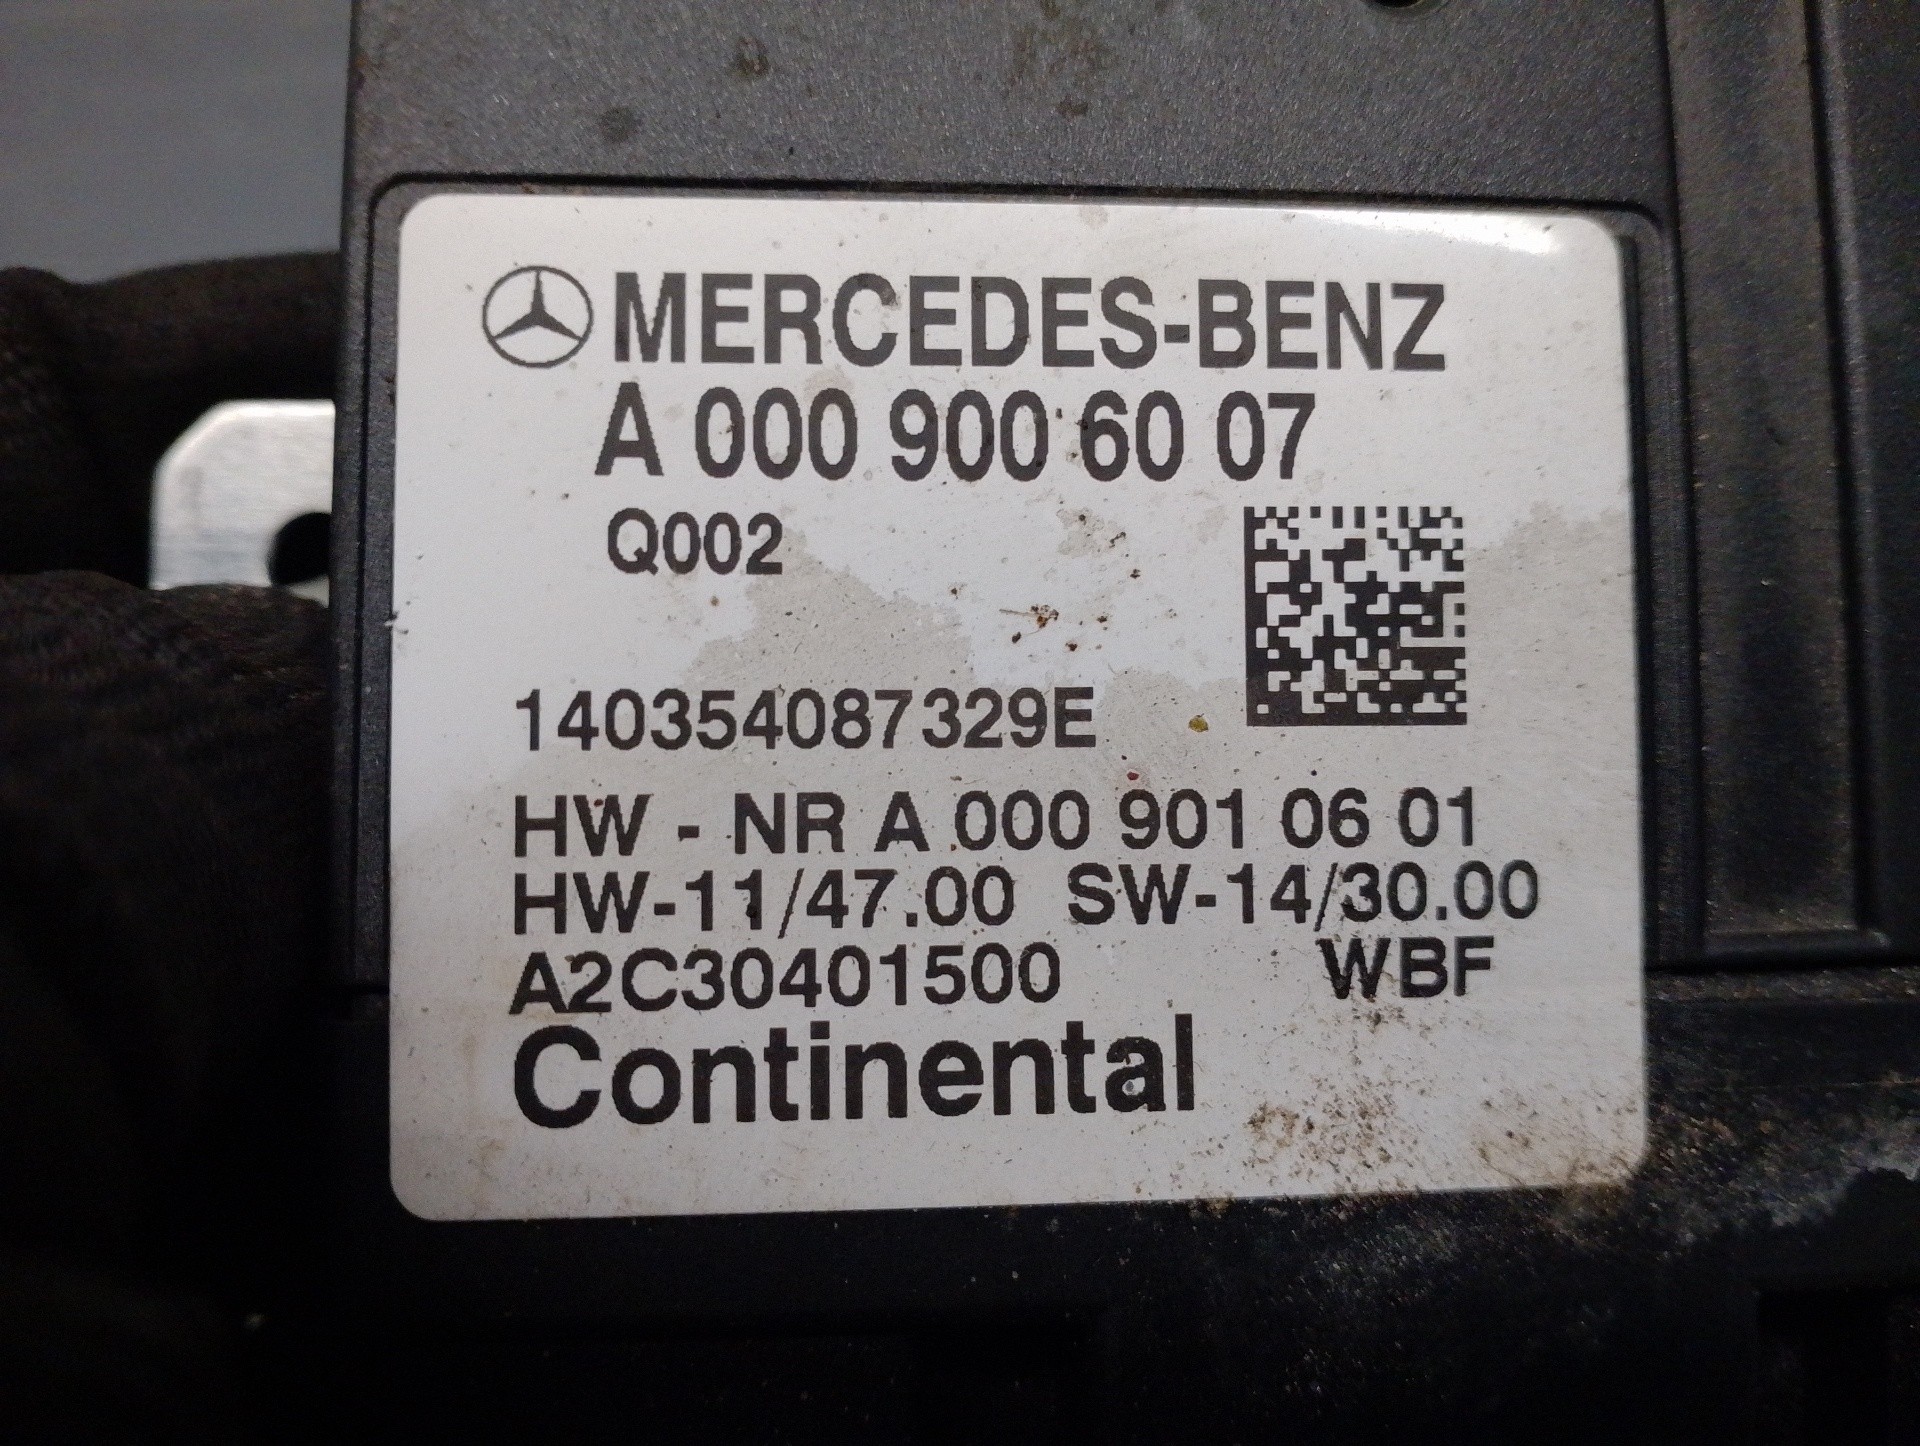 MERCEDES-BENZ
A 000 900 60 07
Q002
140354087329E
HW - NR A 000 901 06 01
HW-11/47.00 SW-14/30.00
A2C30401500 WBF
Continental